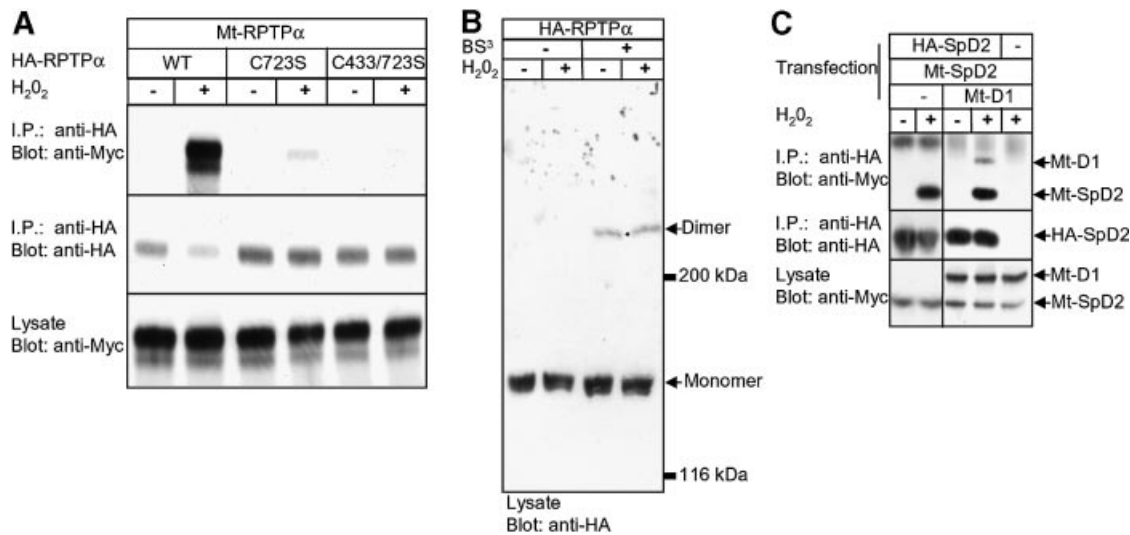 A
Mt-RPTPα
HA-RPTPα WT C723S C433/723S
H₂0₂ - + - + - +
I.P.: anti-HA
Blot: anti-Myc
I.P.: anti-HA
Blot: anti-HA
Lysate
Blot: anti-Myc
B
HA-RPTPα
BS³ - +
H₂0₂ - + - +
Dimer
200 kDa
Monomer
116 kDa
Lysate
Blot: anti-HA
C
HA-SpD2 -
Transfection Mt-SpD2
- Mt-D1
H₂0₂ - + - + +
I.P.: anti-HA
Blot: anti-Myc
Mt-D1
Mt-SpD2
I.P.: anti-HA
Blot: anti-HA
HA-SpD2
Lysate
Blot: anti-Myc
Mt-D1
Mt-SpD2